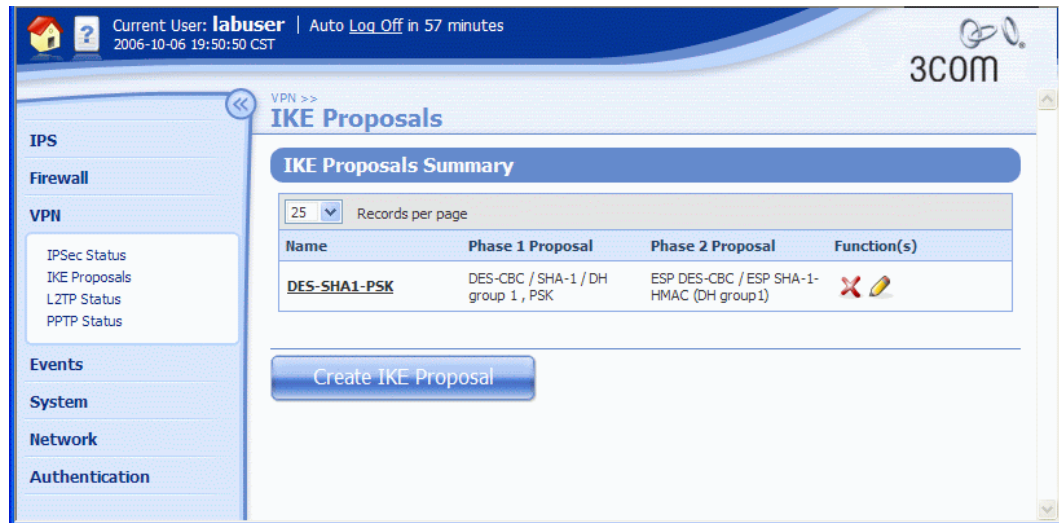 Current User: labuser | Auto Log Off in 57 minutes
2006-10-06 19:50:50 CST
3COM
IPS
Firewall
VPN
IPSec Status
IKE Proposals
L2TP Status
PPTP Status
Events
System
Network
Authentication
VPN >>
IKE Proposals
IKE Proposals Summary
25 Records per page
Name Phase 1 Proposal Phase 2 Proposal Function(s)
DES-SHA1-PSK DES-CBC / SHA-1 / DH ESP DES-CBC / ESP SHA-1-
group 1 , PSK HMAC (DH group1)
Create IKE Proposal